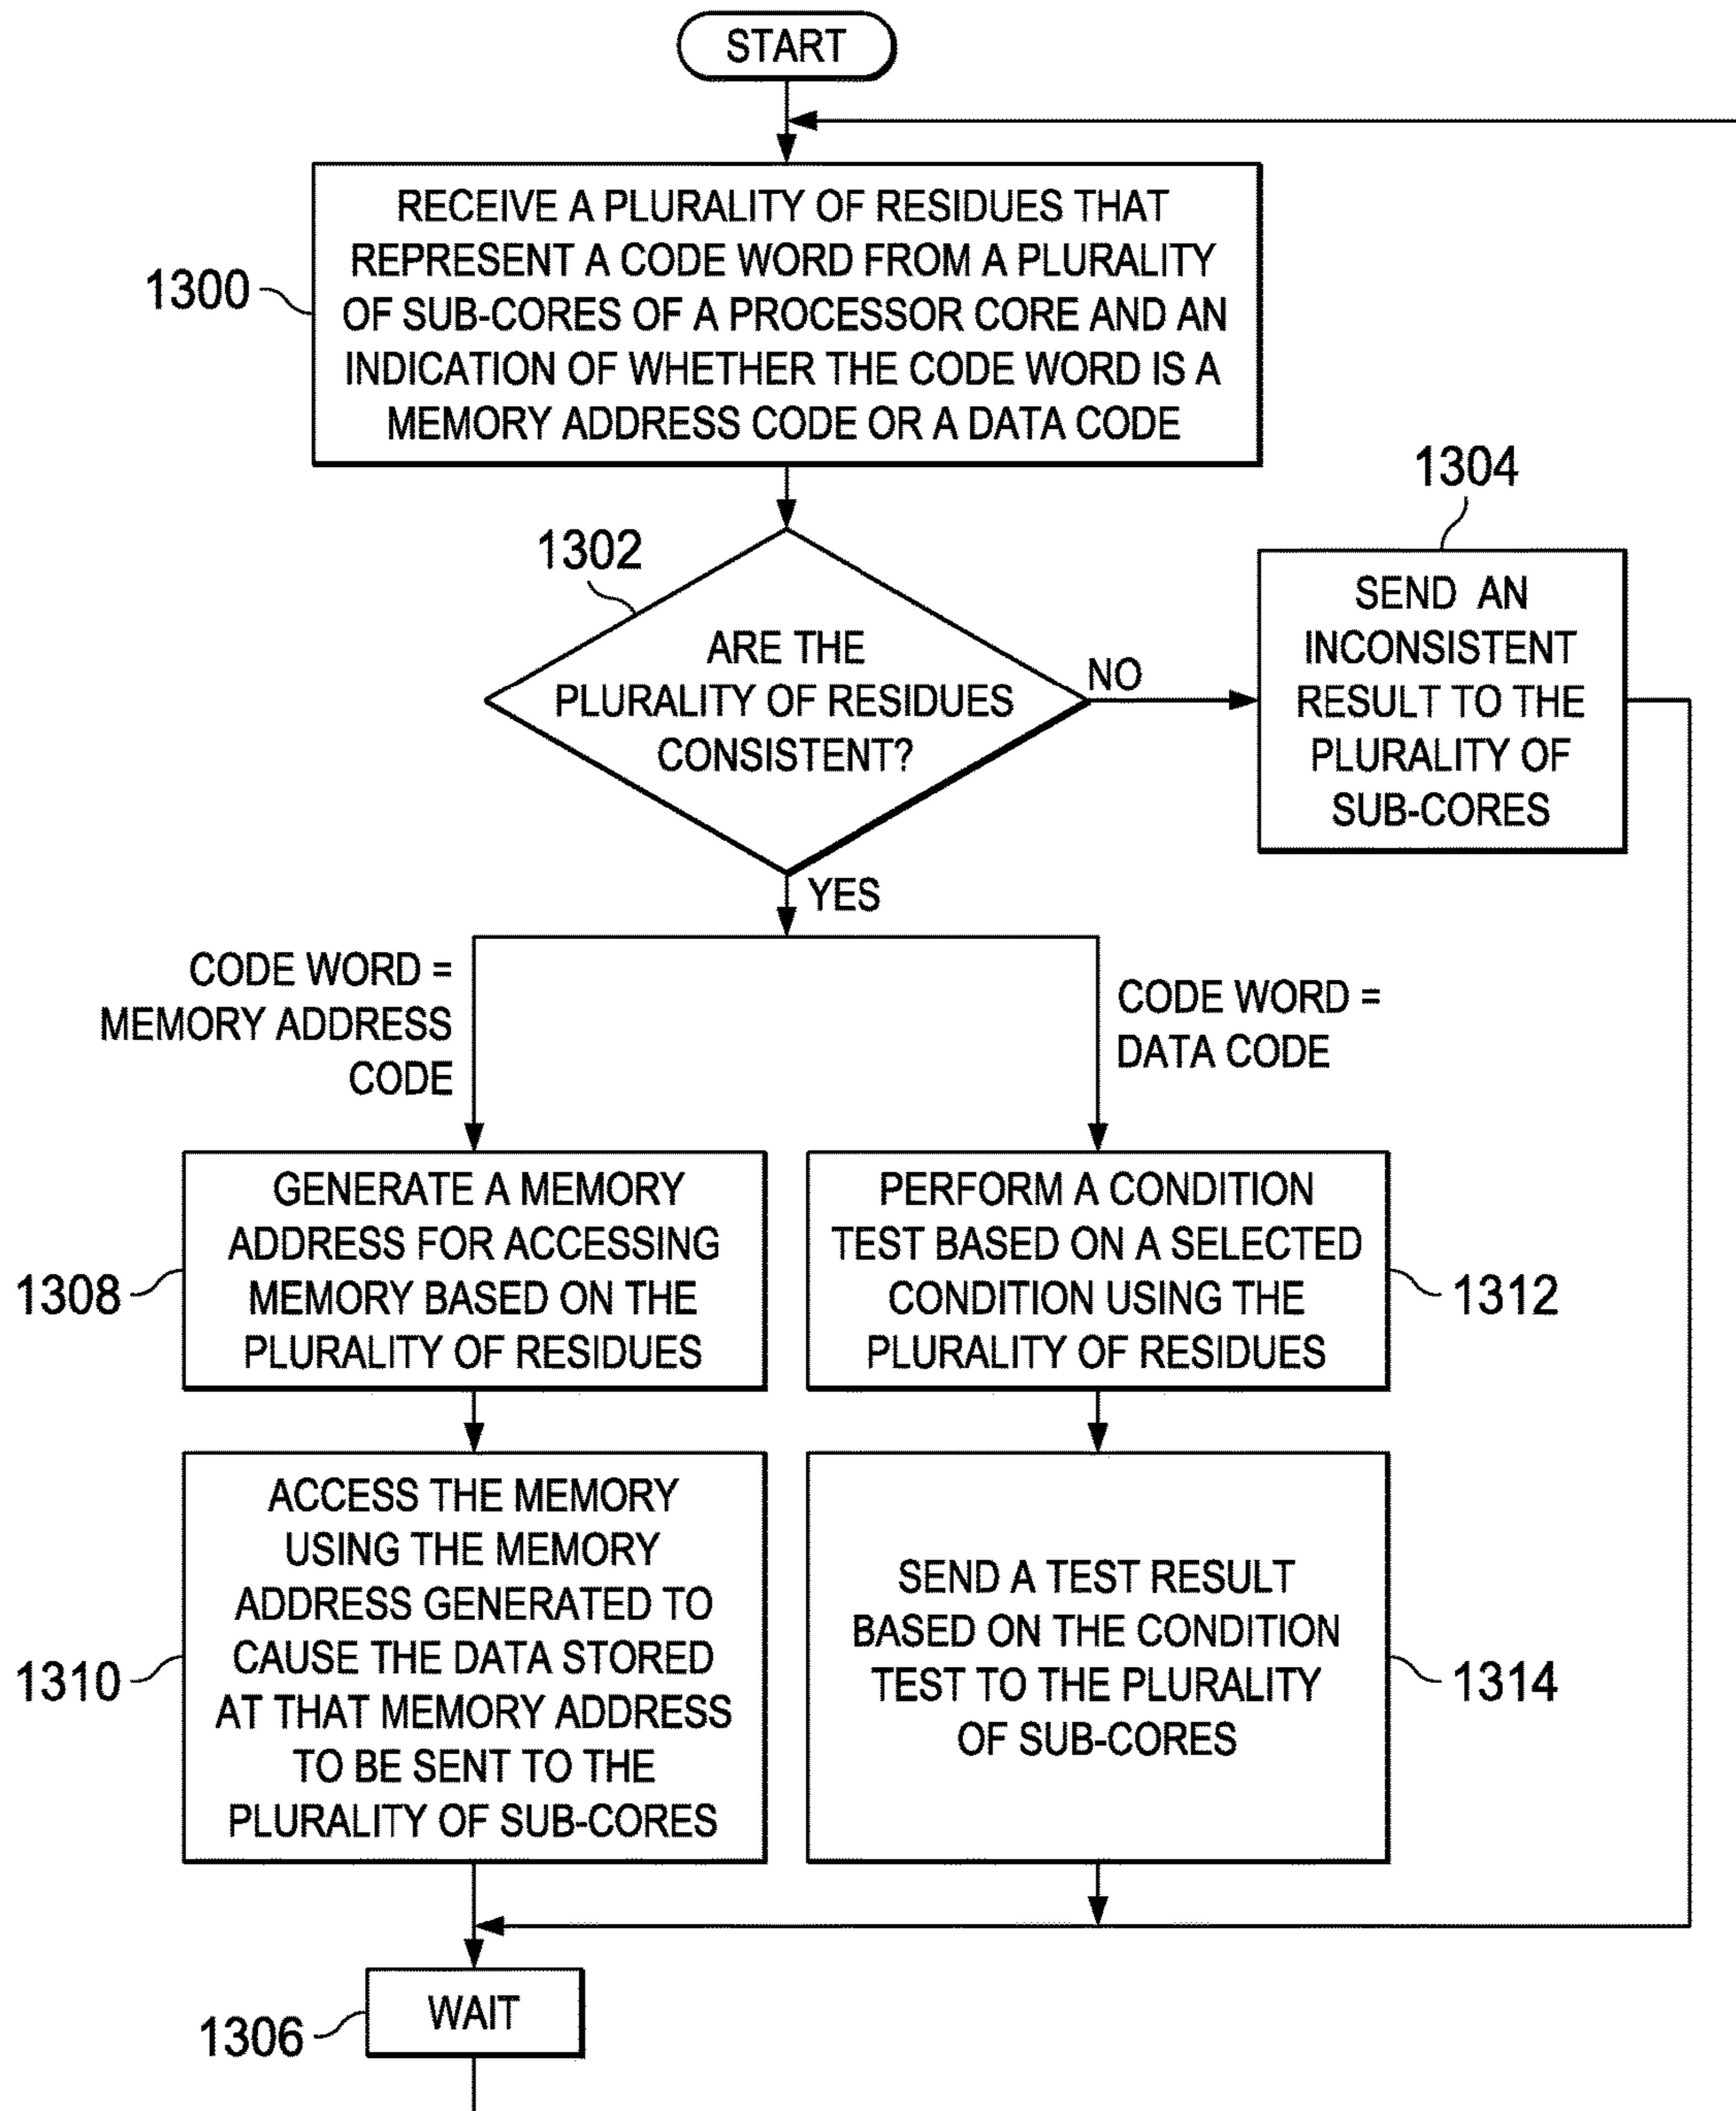 START
RECEIVE A PLURALITY OF RESIDUES THAT
REPRESENT A CODE WORD FROM A PLURALITY
OF SUB-CORES OF A PROCESSOR CORE AND AN
INDICATION OF WHETHER THE CODE WORD IS A
MEMORY ADDRESS CODE OR A DATA CODE
1300
1302
ARE THE
PLURALITY OF RESIDUES
CONSISTENT?
NO
1304
SEND AN
INCONSISTENT
RESULT TO THE
PLURALITY OF
SUB-CORES
YES
CODE WORD =
MEMORY ADDRESS
CODE
CODE WORD =
DATA CODE
GENERATE A MEMORY
ADDRESS FOR ACCESSING
MEMORY BASED ON THE
PLURALITY OF RESIDUES
1308
PERFORM A CONDITION
TEST BASED ON A SELECTED
CONDITION USING THE
PLURALITY OF RESIDUES
1312
ACCESS THE MEMORY
USING THE MEMORY
ADDRESS GENERATED TO
CAUSE THE DATA STORED
AT THAT MEMORY ADDRESS
TO BE SENT TO THE
PLURALITY OF SUB-CORES
1310
SEND A TEST RESULT
BASED ON THE CONDITION
TEST TO THE PLURALITY
OF SUB-CORES
1314
WAIT
1306